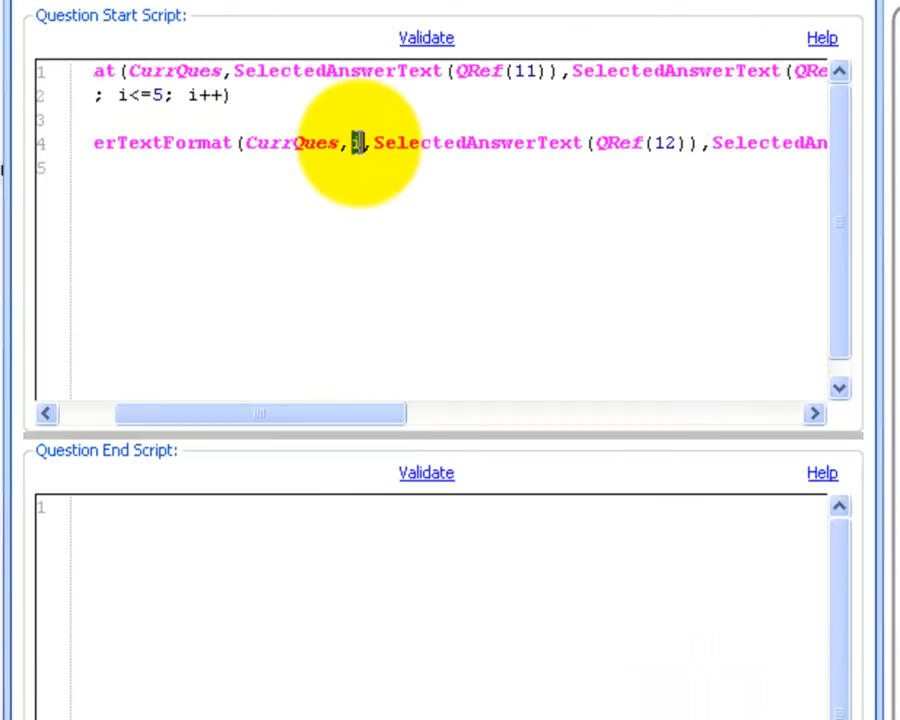 Question Start Script:
Validate Help
1 at(CurrQues,SelectedAnswerText(QRef(11)),SelectedAnswerText(QRe
2 ; i<=5; i++)
3
4 erTextFormat(CurrQues,i,SelectedAnswerText(QRef(12)),SelectedAn
5
Question End Script:
Validate Help
1